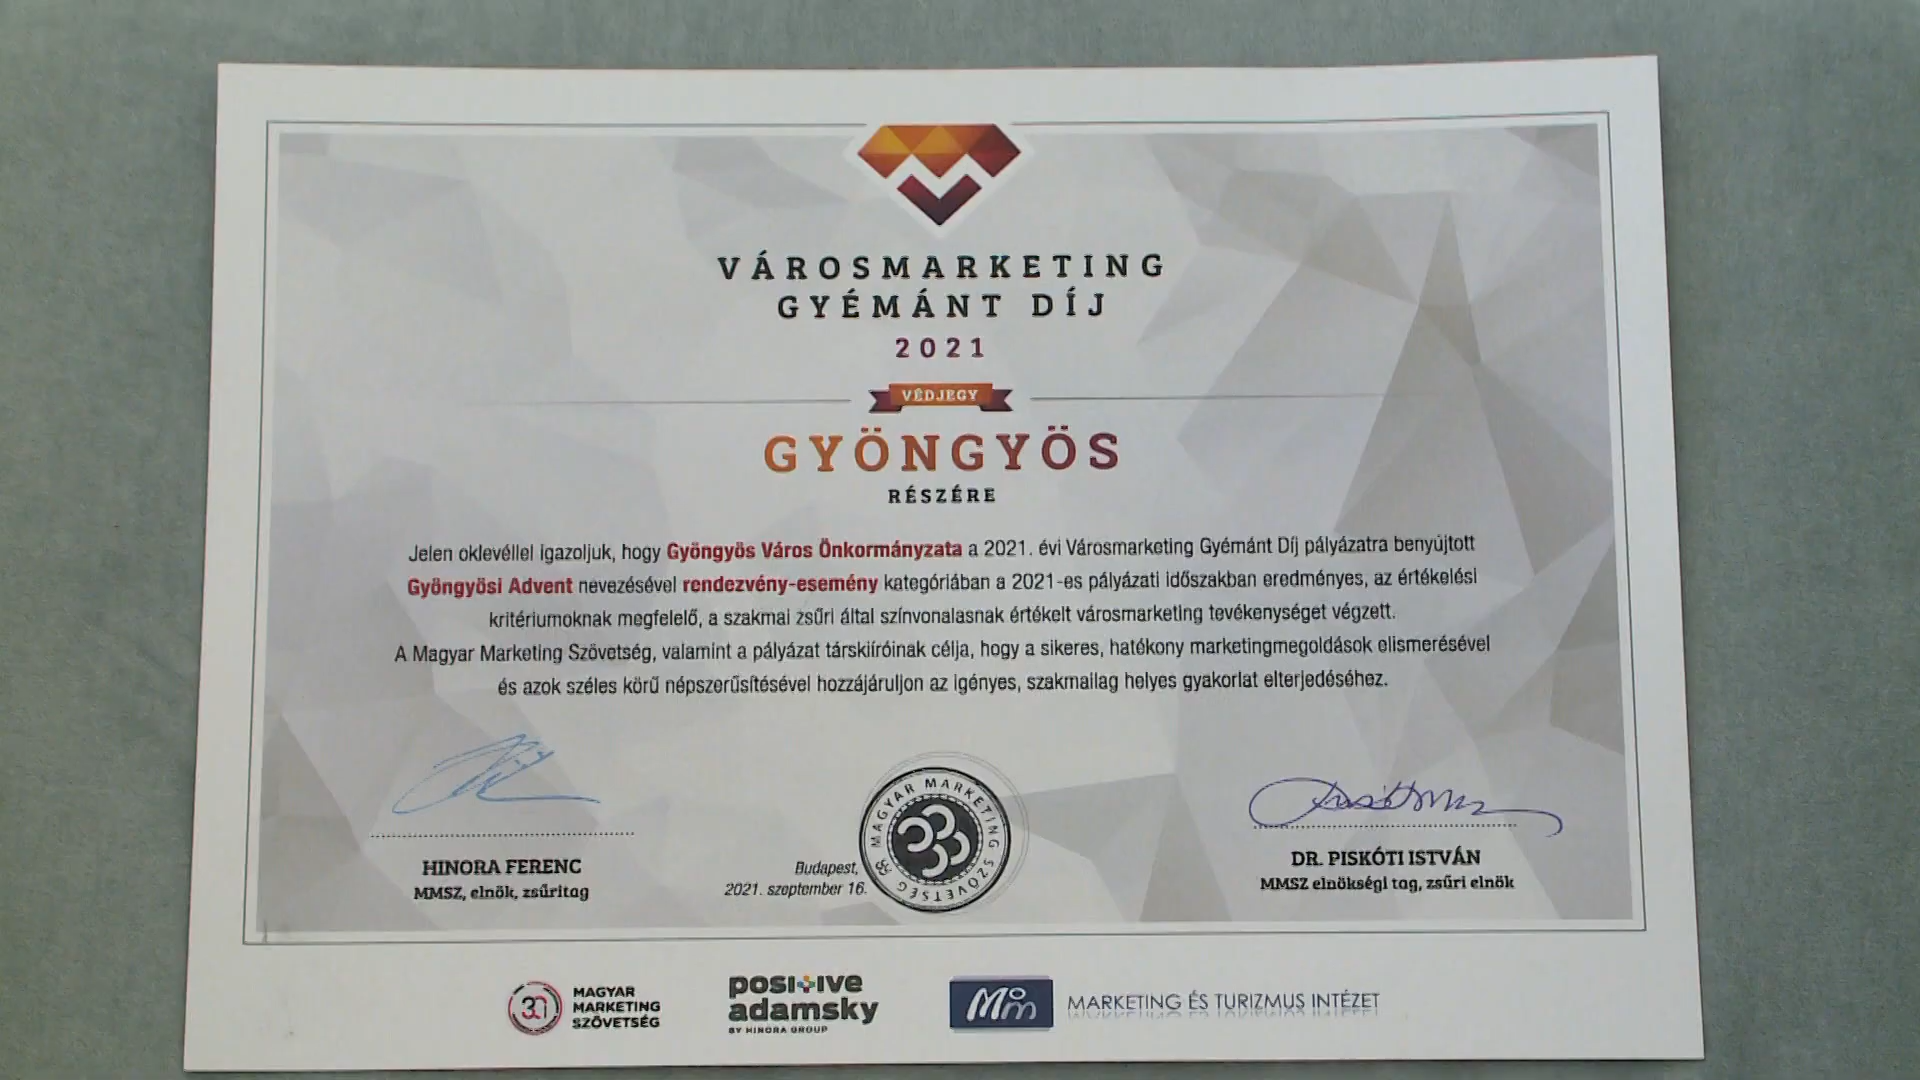 VÁROSMARKETING
GYÉMÁNT DÍJ
2021
VÉDJEGY
GYÖNGYÖS
RÉSZÉRE
Jelen oklevéllel igazoljuk, hogy Gyöngyös Város Önkormányzata a 2021. évi Városmarketing Gyémánt Díj pályázatra benyújtott
Gyöngyösi Advent nevezésével rendezvény-esemény kategóriában a 2021-es pályázati időszakban eredményes, az értékelési
kritériumoknak megfelelő, a szakmai zsűri által színvonalasnak értékelt városmarketing tevékenységet végzett.
A Magyar Marketing Szövetség, valamint a pályázat társkiíróinak célja, hogy a sikeres, hatékony marketingmegoldások elismerésével
és azok széles körű népszerűsítésével hozzájáruljon az igényes, szakmailag helyes gyakorlat elterjedéséhez.
HINORA FERENC
MMSZ, elnök, zsűritag
Budapest,
2021. szeptember 16.
MAGYAR MARKETING SZÖVETSÉG
DR. PISKÓTI ISTVÁN
MMSZ elnökségi tag, zsűri elnök
30
MAGYAR
MARKETING
SZÖVETSÉG
positive
adamsky
BY HINORA GROUP
MARKETING ÉS TURIZMUS INTÉZET